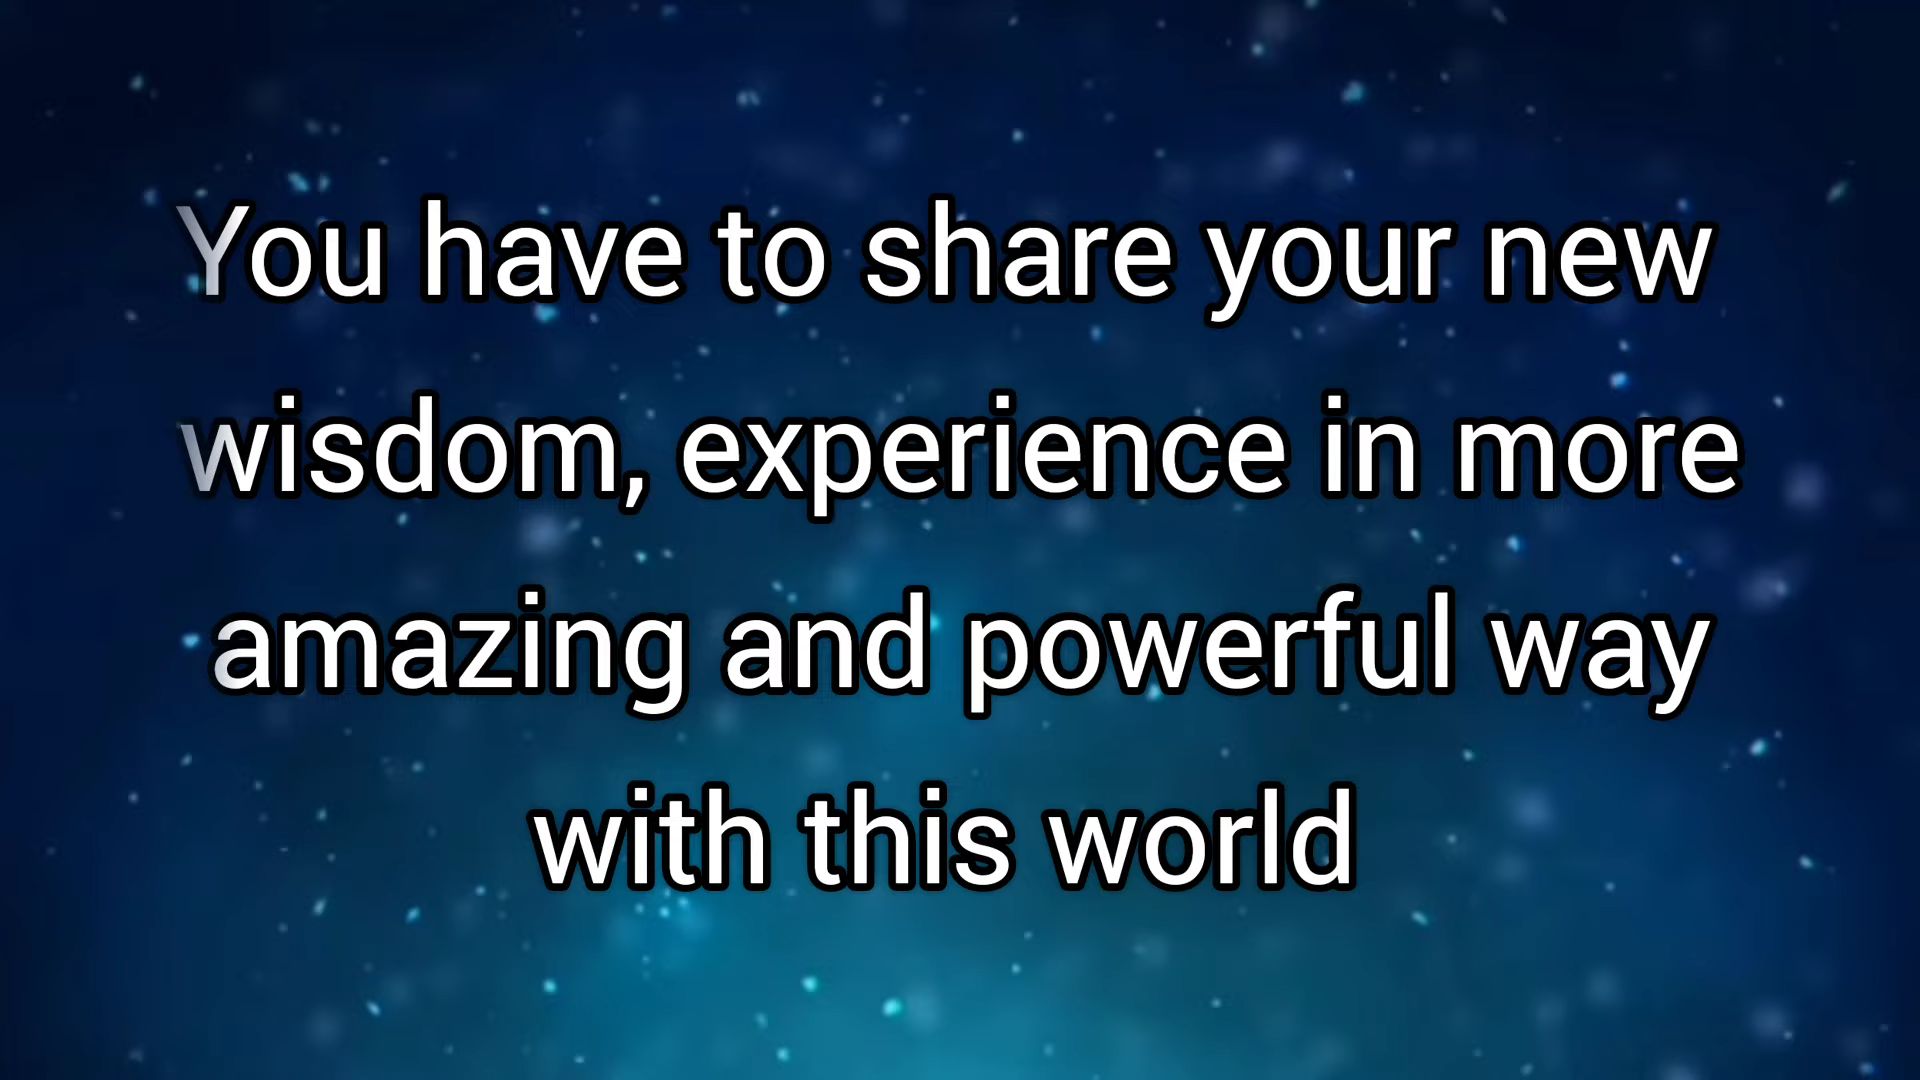 You have to share your new
wisdom, experience in more
amazing and powerful way
with this world